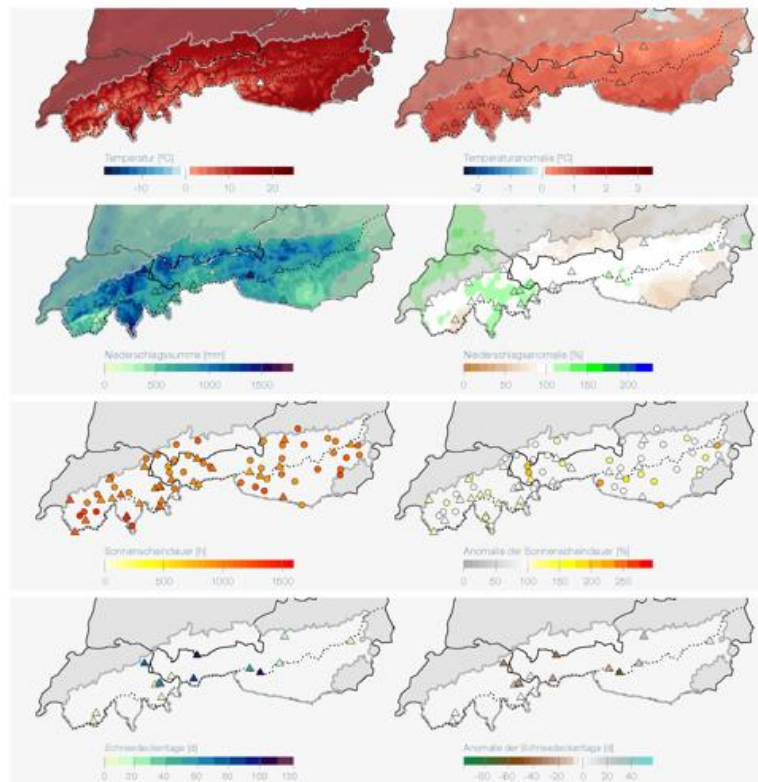 Temperatur [°C]
-10 0 10 20
Temperaturanomalie [°C]
-2 -1 0 1 2 3
Niederschlagssumme [mm]
0 500 1000 1500
Niederschlagsanomalie [%]
0 50 100 150 200
Sonnenscheindauer [h]
0 500 1000 1500
Anomalie der Sonnenscheindauer [%]
0 50 100 150 200 250
Schneedeckentage [d]
0 20 40 60 80 100 120
Anomalie der Schneedeckentage [d]
-80 -60 -40 -20 0 20 40